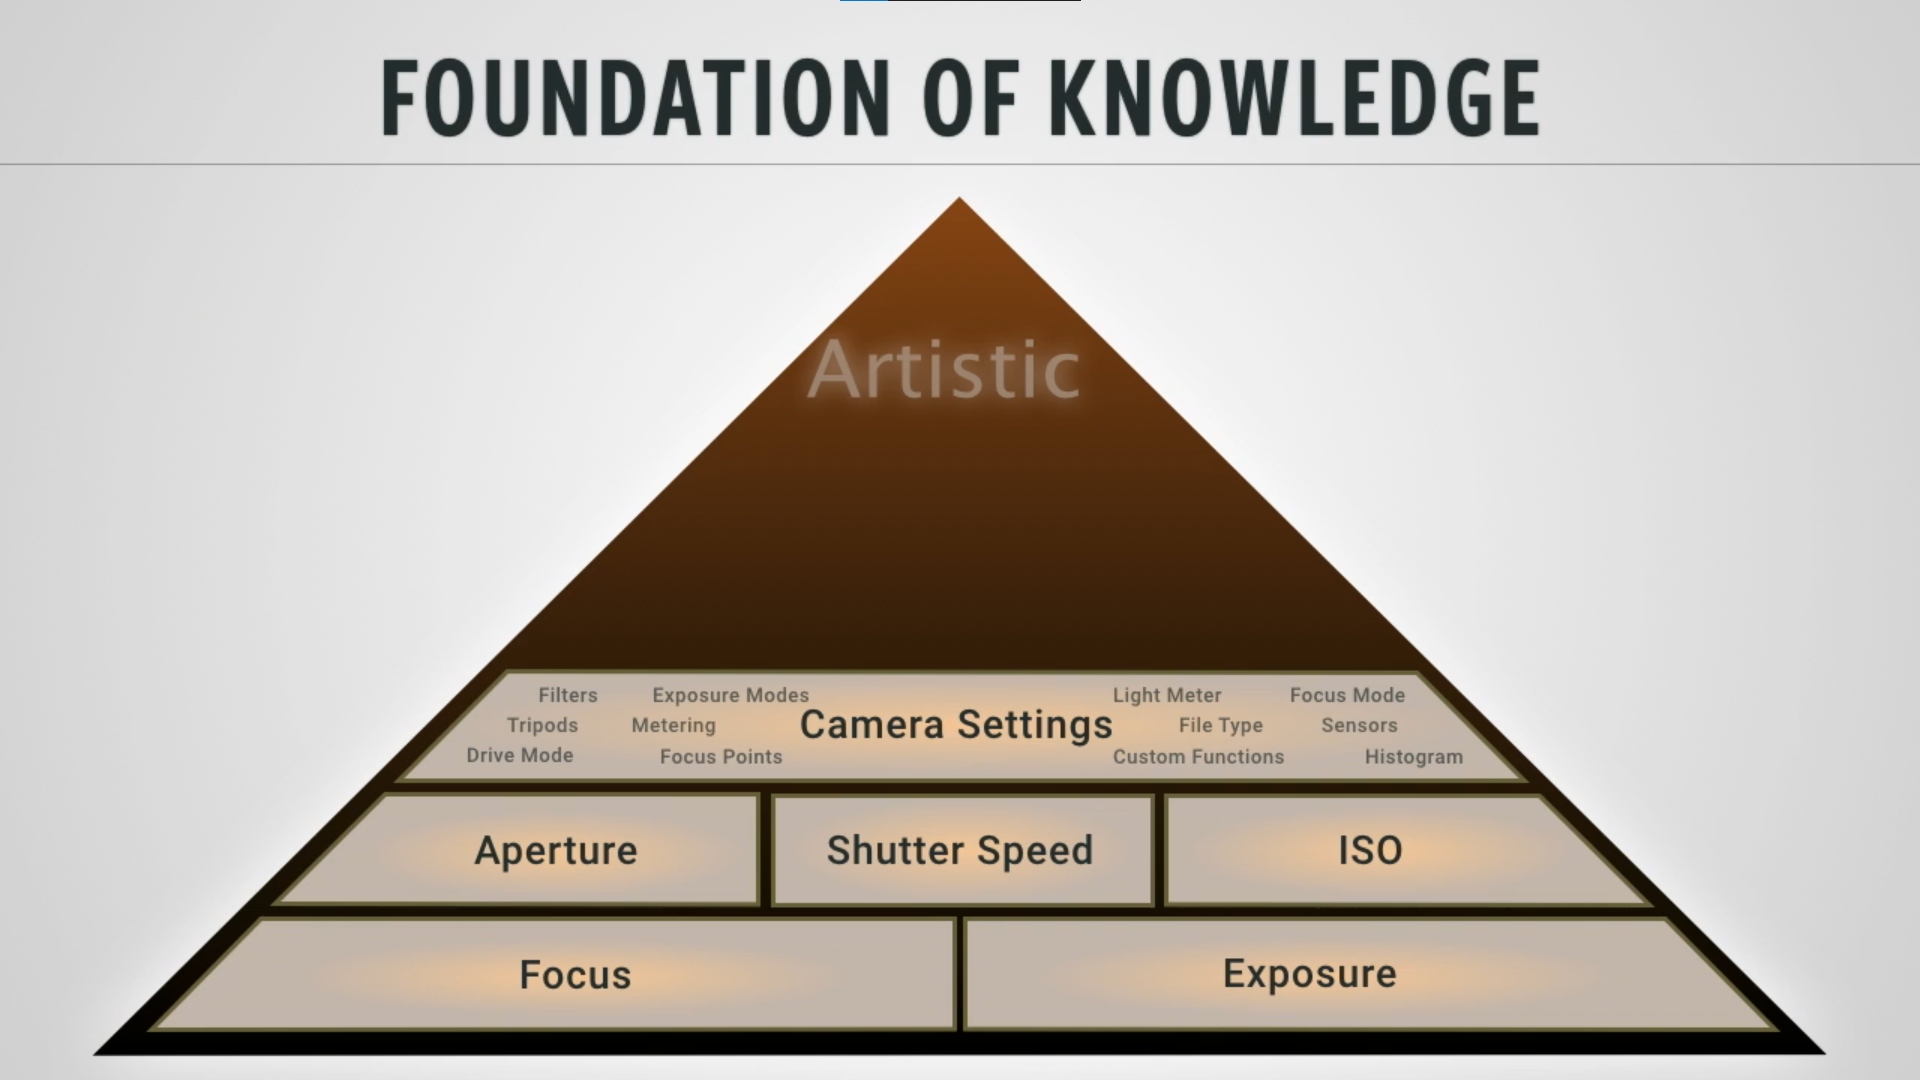 FOUNDATION OF KNOWLEDGE
Artistic
Filters Exposure Modes Light Meter Focus Mode
Tripods Metering Camera Settings File Type Sensors
Drive Mode Focus Points Custom Functions Histogram
Aperture Shutter Speed ISO
Focus Exposure